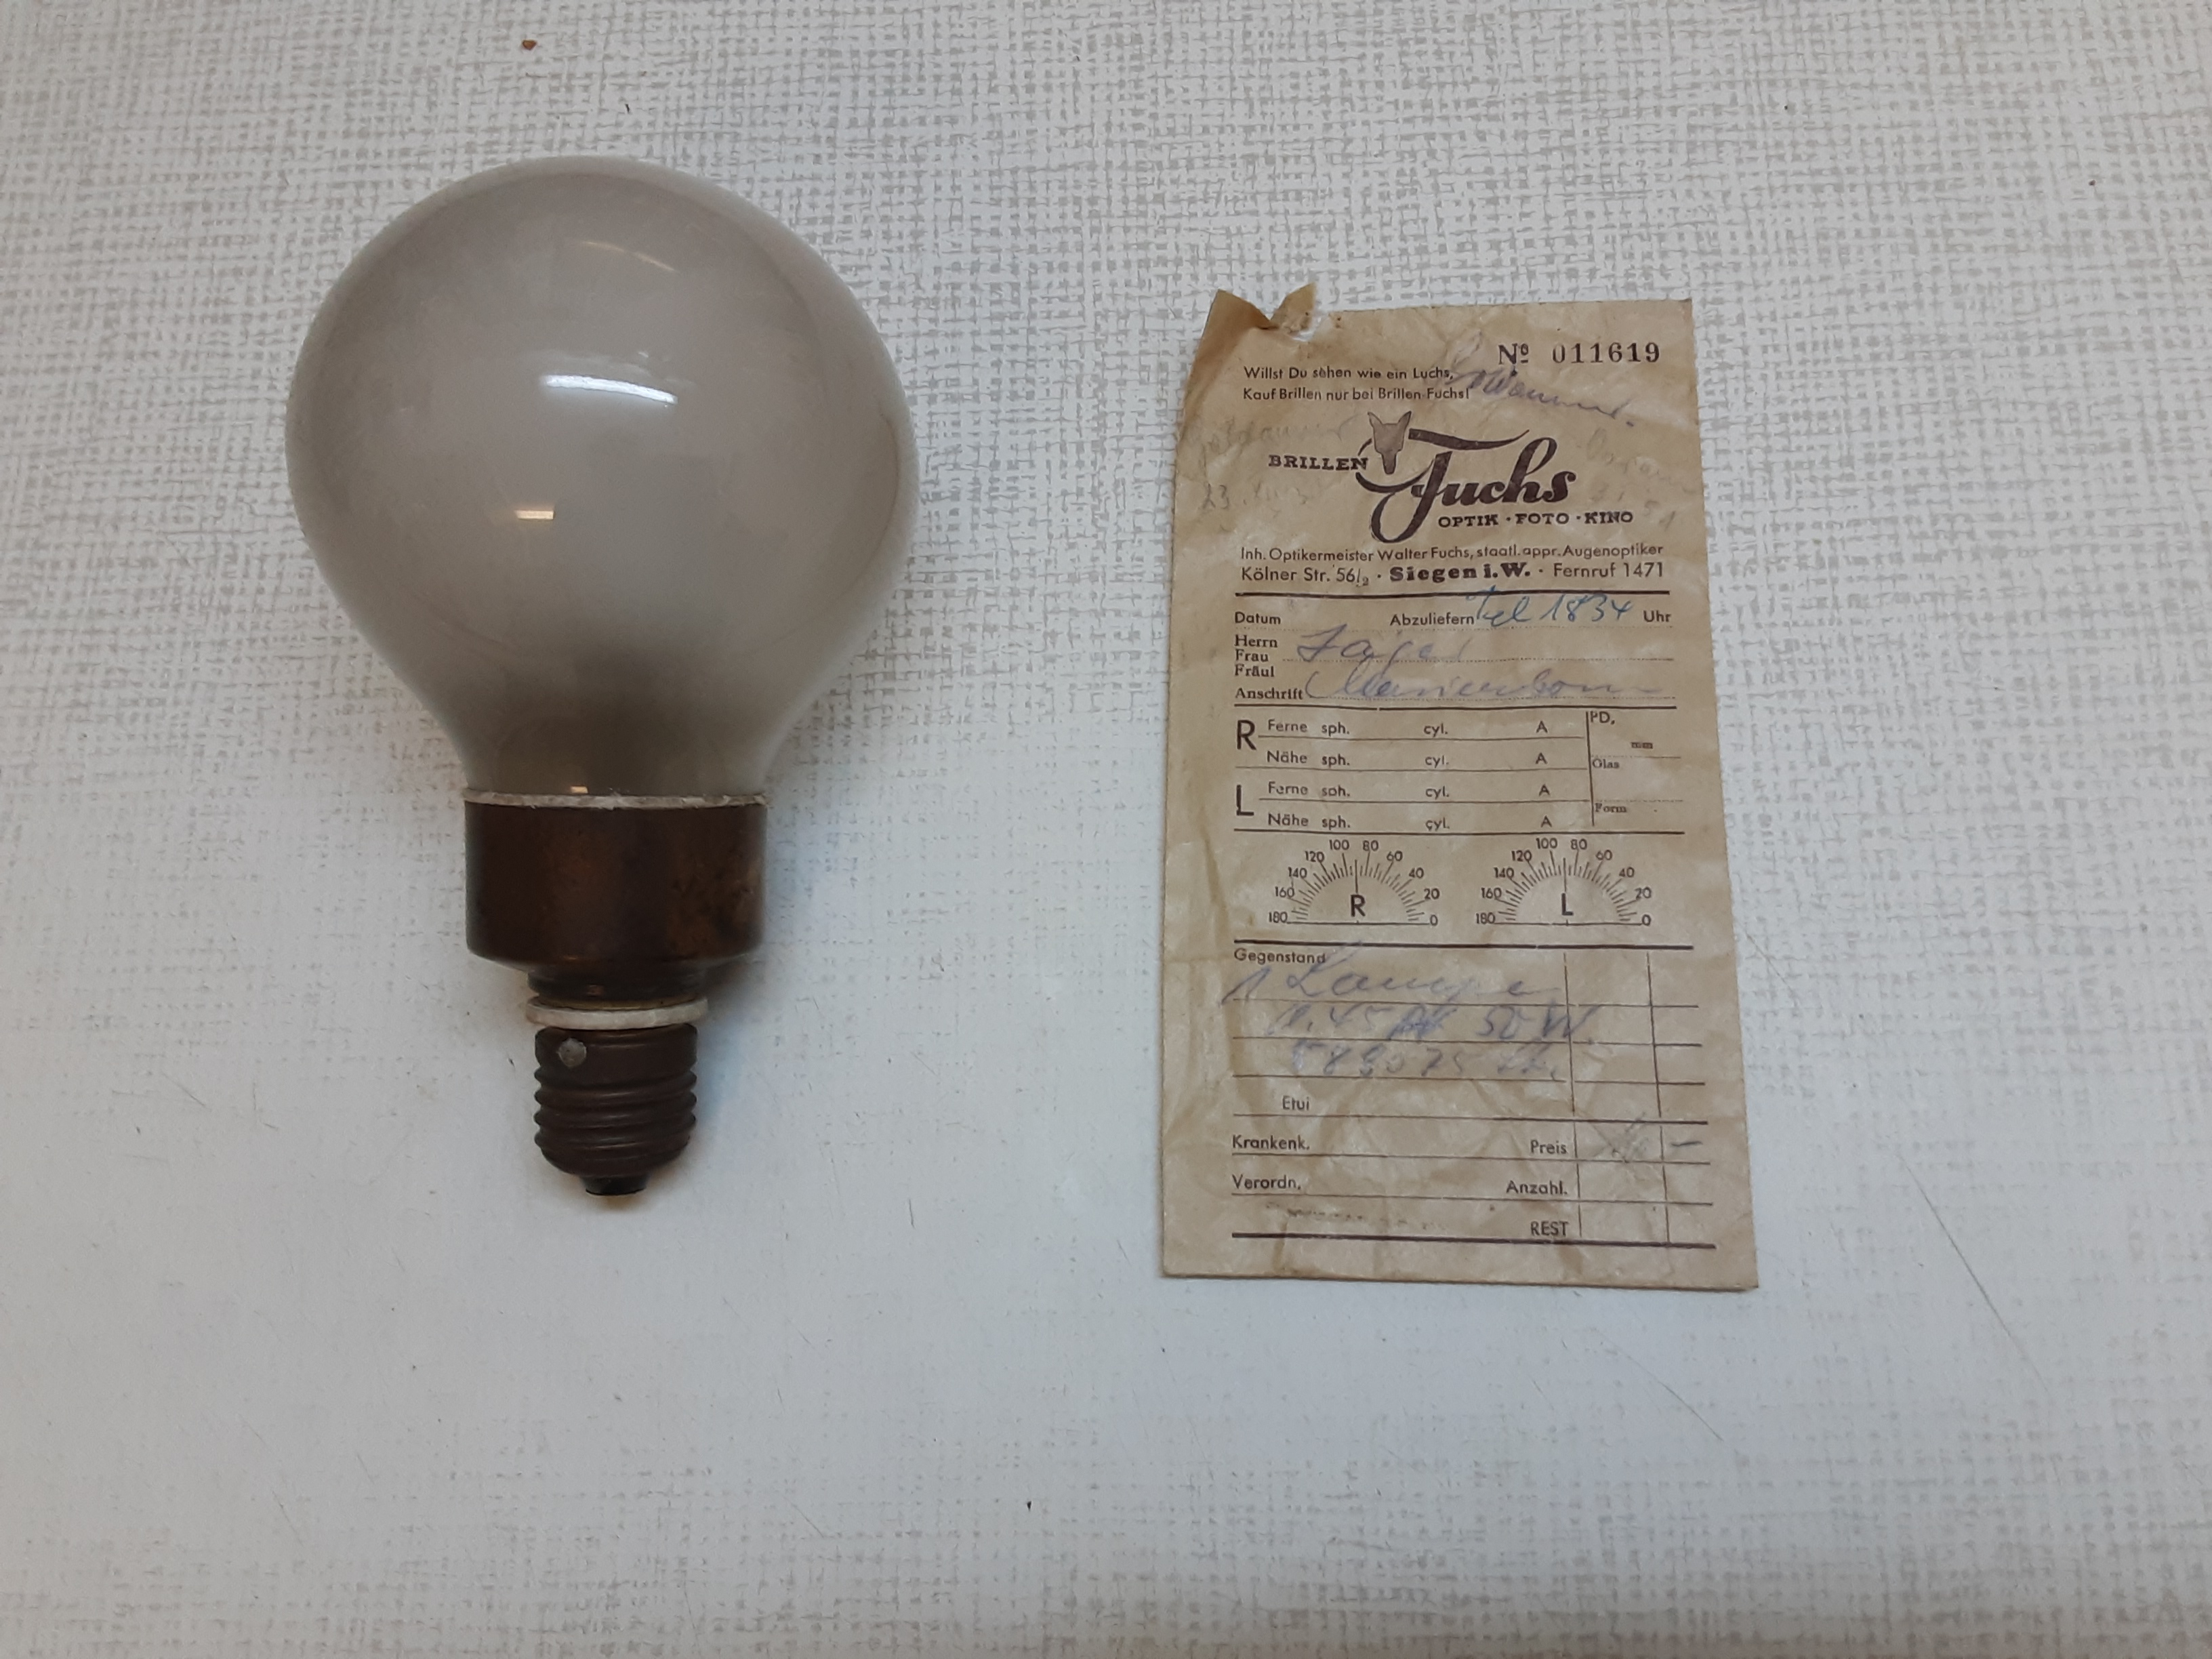 Nº 011619
Willst Du sehen wie ein Luchs,
Kauf Brillen nur bei Brillen-Fuchs!
BRILLEN Fuchs
OPTIK · FOTO · KINO
Inh. Optikermeister Walter Fuchs, staatl. appr. Augenoptiker
Kölner Str. 56/2 · Siegen i.W. · Fernruf 1471
Datum Abzuliefern Tel 1834 Uhr
Herrn
Frau Jäger
Fräul
Anschrift Marienborn
R Ferne sph. cyl. A PD.
mm
Nähe sph. cyl. A
Glas
L Ferne sph. cyl. A
Form
Nähe sph. cyl. A
180 160 140 120 100 80 60 40 20 0 R
180 160 140 120 100 80 60 40 20 0 L
Gegenstand
1 Lampe
50 W.
Etui
Krankenk. Preis
Verordn. Anzahl.
REST